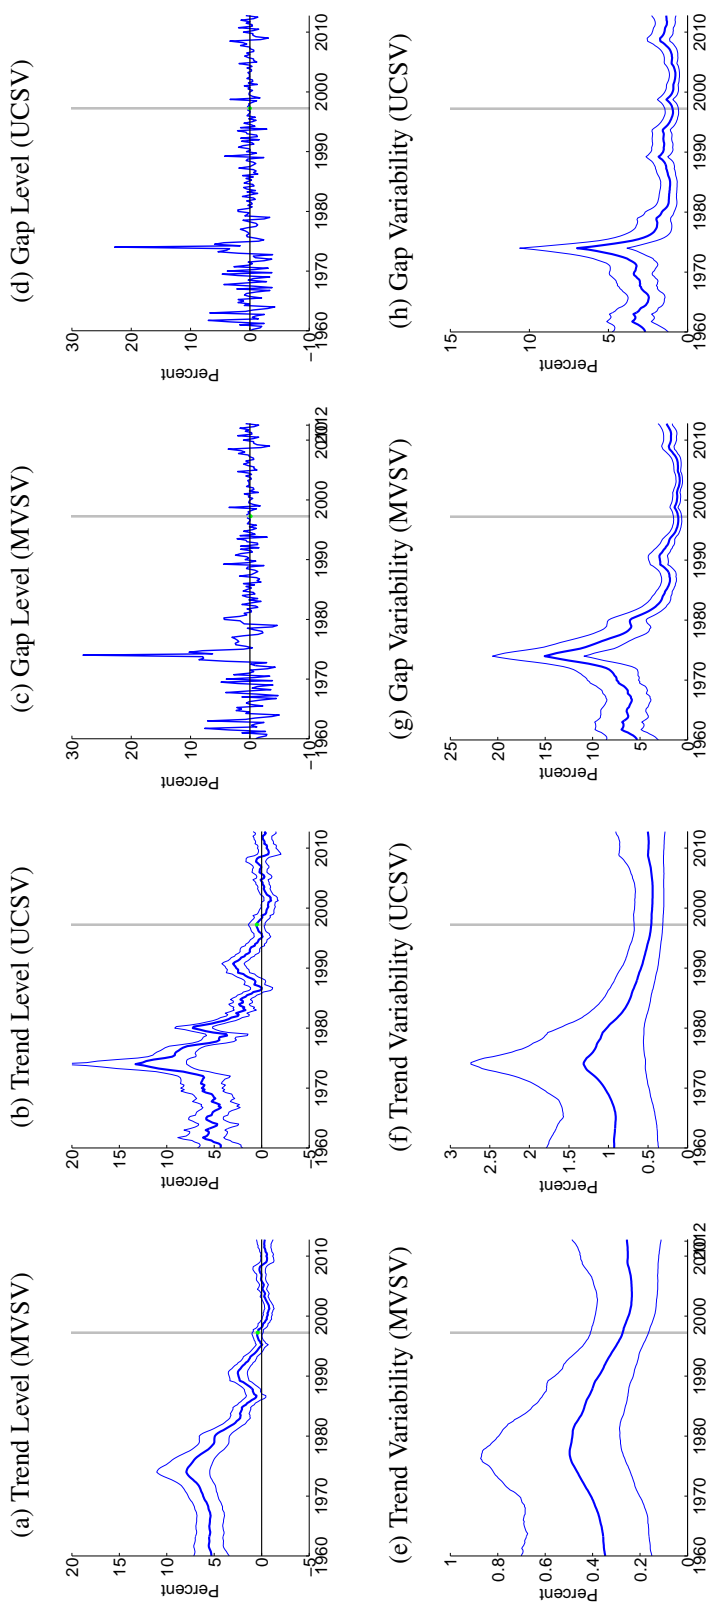 (a) Trend Level (MVSV)
Percent
20
15
10
5
0
−5
1960 1970 1980 1990 2000 2010
(b) Trend Level (UCSV)
Percent
20
15
10
5
0
−5
1960 1970 1980 1990 2000 2010
(c) Gap Level (MVSV)
Percent
30
20
10
0
−10
1960 1970 1980 1990 2000 2010 2012
(d) Gap Level (UCSV)
Percent
30
20
10
0
−10
1960 1970 1980 1990 2000 2010
(e) Trend Variability (MVSV)
Percent
1
0.8
0.6
0.4
0.2
0
1960 1970 1980 1990 2000 2010 2012
(f) Trend Variability (UCSV)
Percent
3
2.5
2
1.5
1
0.5
0
1960 1970 1980 1990 2000 2010
(g) Gap Variability (MVSV)
Percent
25
20
15
10
5
0
1960 1970 1980 1990 2000 2010
(h) Gap Variability (UCSV)
Percent
15
10
5
0
1960 1970 1980 1990 2000 2010